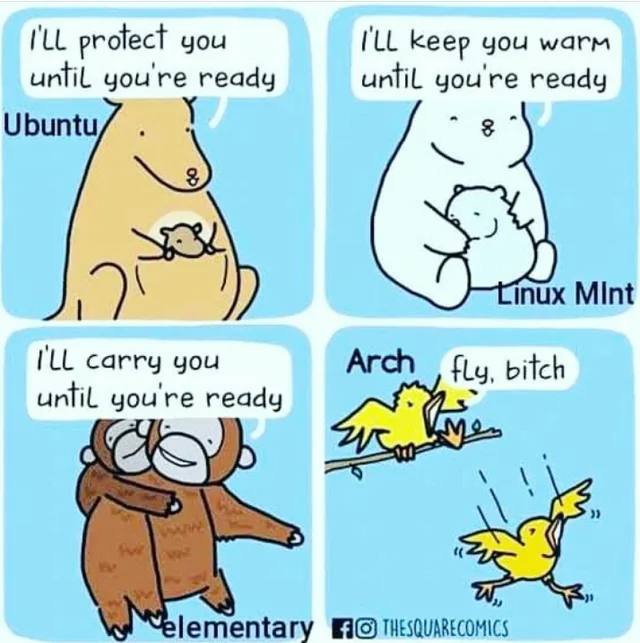 I'LL protect you
until you're ready
Ubuntu
I'LL keep you warm
until you're ready
Linux MInt
I'LL carry you
until you're ready
elementary
Arch
fly, bitch
THESQUARECOMICS